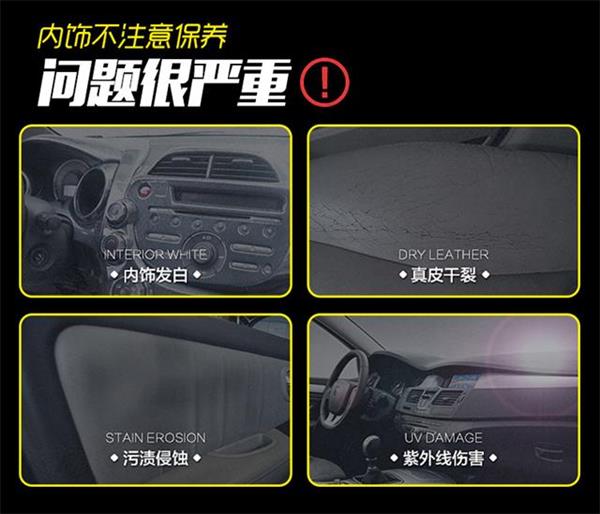 内饰不注意保养
问题很严重!
INTERIOR WHITE
内饰发白
DRY LEATHER
真皮干裂
STAIN EROSION
污渍侵蚀
UV DAMAGE
紫外线伤害